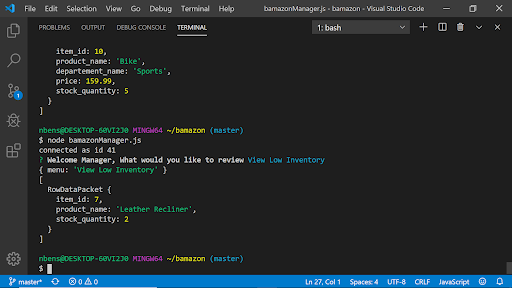 File Edit Selection View Go Debug Terminal Help bamazonManager.js - bamazon - Visual Studio Code
PROBLEMS OUTPUT DEBUG CONSOLE TERMINAL 1: bash
item_id: 10,
product_name: 'Bike',
departement_name: 'Sports',
price: 159.99,
stock_quantity: 5
}
]
nbens@DESKTOP-60VI2J0 MINGW64 ~/bamazon (master)
$ node bamazonManager.js
connected as id 41
? Welcome Manager, What would you like to review View Low Inventory
{ menu: 'View Low Inventory' }
[
RowDataPacket {
item_id: 7,
product_name: 'Leather Recliner',
stock_quantity: 2
}
]
nbens@DESKTOP-60VI2J0 MINGW64 ~/bamazon (master)
$
1
master* 0 0 Ln 27, Col 1 Spaces: 4 UTF-8 CRLF JavaScript